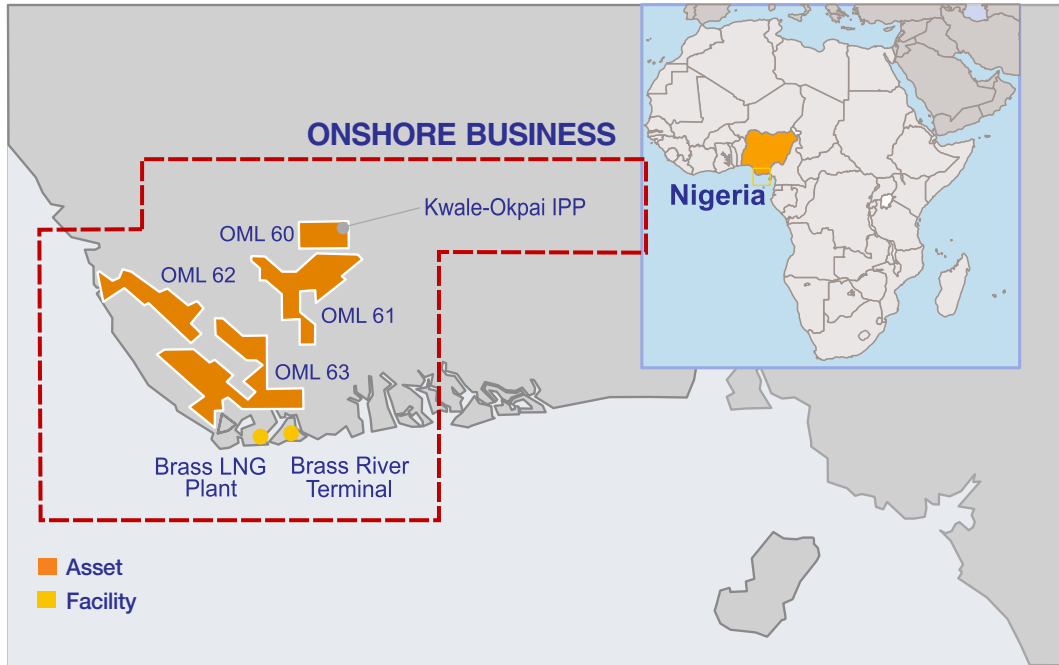 ONSHORE BUSINESS
Nigeria
Kwale-Okpai IPP
OML 60
OML 62
OML 61
OML 63
Brass LNG
Plant
Brass River
Terminal
Asset
Facility